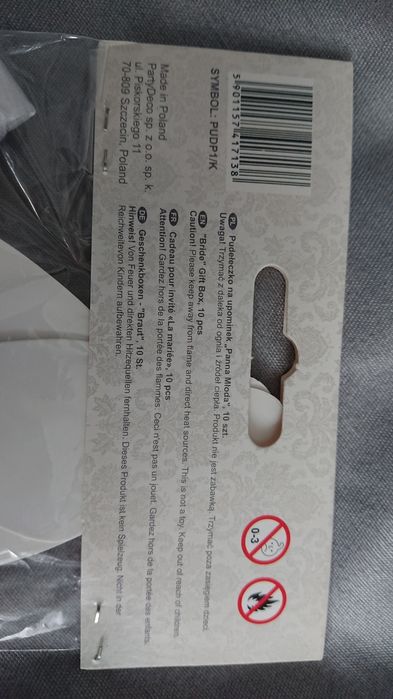 5901157417138
SYMBOL: PUDP1/K
Made in Poland
PartyDeco sp. z o.o. sp. k.
ul. Piskorskiego 11
70-809 Szczecin, Poland
PL Pudełeczko na upominek „Panna Młoda", 10 szt.
Uwaga! Trzymać z daleka od ognia i źródeł ciepła. Produkt nie jest zabawką. Trzymać poza zasięgiem dzieci.
EN "Bride" Gift Box, 10 pcs
Caution! Please keep away from flame and direct heat sources. This is not a toy. Keep out of reach of children.
FR Cadeau pour invité «La mariée», 10 pcs
Attention! Gardez hors de la portée des flammes. Ceci n'est pas un jouet. Gardez hors de la portée des enfants.
DE Geschenkboxen - "Braut", 10 St.
Hinweis! Von Feuer und direkten Hitzequellen fernhalten. Dieses Produkt ist kein Spielzeug. Nicht in der
Reichweitevon Kindern aufbewahren.
0-3